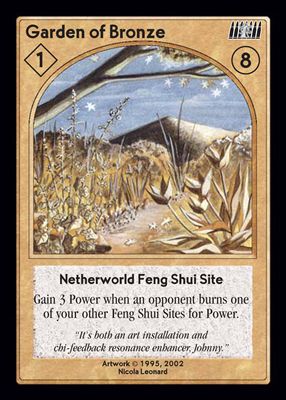 Garden of Bronze
1
8
Netherworld Feng Shui Site
Gain 3 Power when an opponent burns one
of your other Feng Shui Sites for Power.
"It's both an art installation and
chi-feedback resonance enhancer, Johnny."
Artwork © 1995, 2002
Nicola Leonard